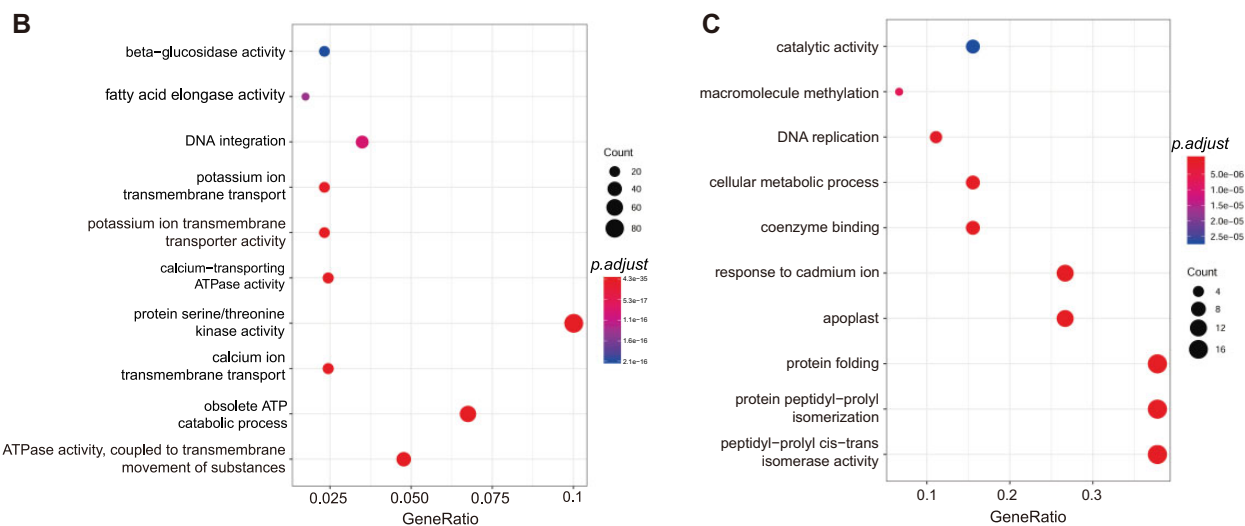 B
beta−glucosidase activity
fatty acid elongase activity
DNA integration
potassium ion
transmembrane transport
potassium ion transmembrane
transporter activity
calcium−transporting
ATPase activity
protein serine/threonine
kinase activity
calcium ion
transmembrane transport
obsolete ATP
catabolic process
ATPase activity, coupled to transmembrane
movement of substances
0.025
0.050
0.075
0.1
GeneRatio
Count
20
40
60
80
p.adjust
4.3e−35
5.3e−17
1.1e−16
1.6e−16
2.1e−16
C
catalytic activity
macromolecule methylation
DNA replication
cellular metabolic process
coenzyme binding
response to cadmium ion
apoplast
protein folding
protein peptidyl−prolyl
isomerization
peptidyl−prolyl cis−trans
isomerase activity
0.1
0.2
0.3
GeneRatio
p.adjust
5.0e−06
1.0e−05
1.5e−05
2.0e−05
2.5e−05
Count
4
8
12
16